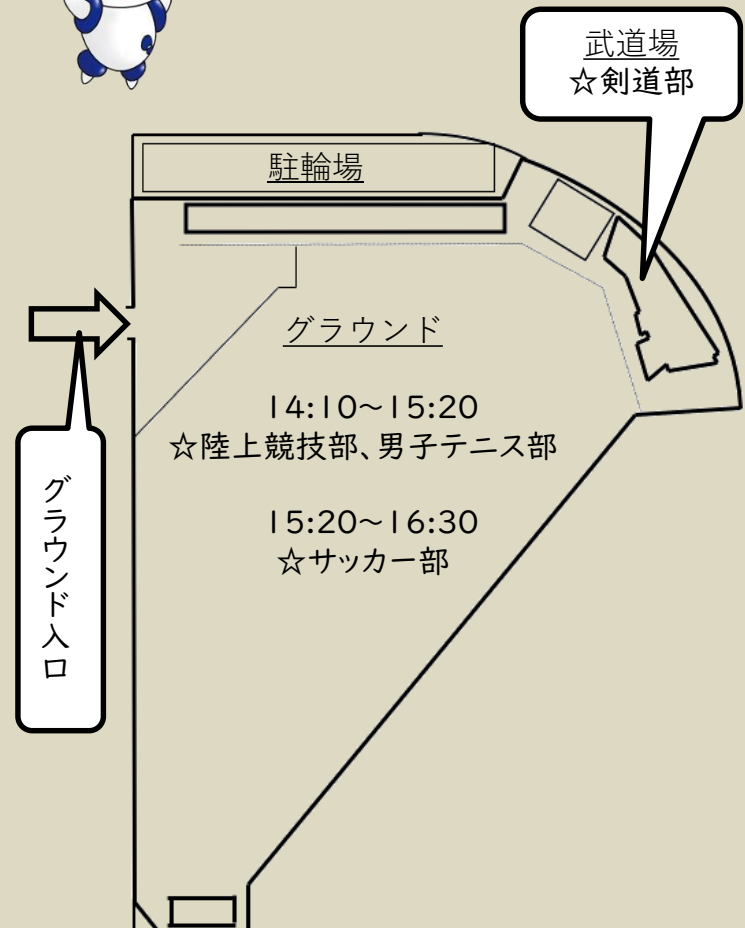 武道場
☆剣道部
駐輪場
グラウンド
14:10~15:20
☆陸上競技部、男子テニス部
15:20~16:30
☆サッカー部
グラウンド入口